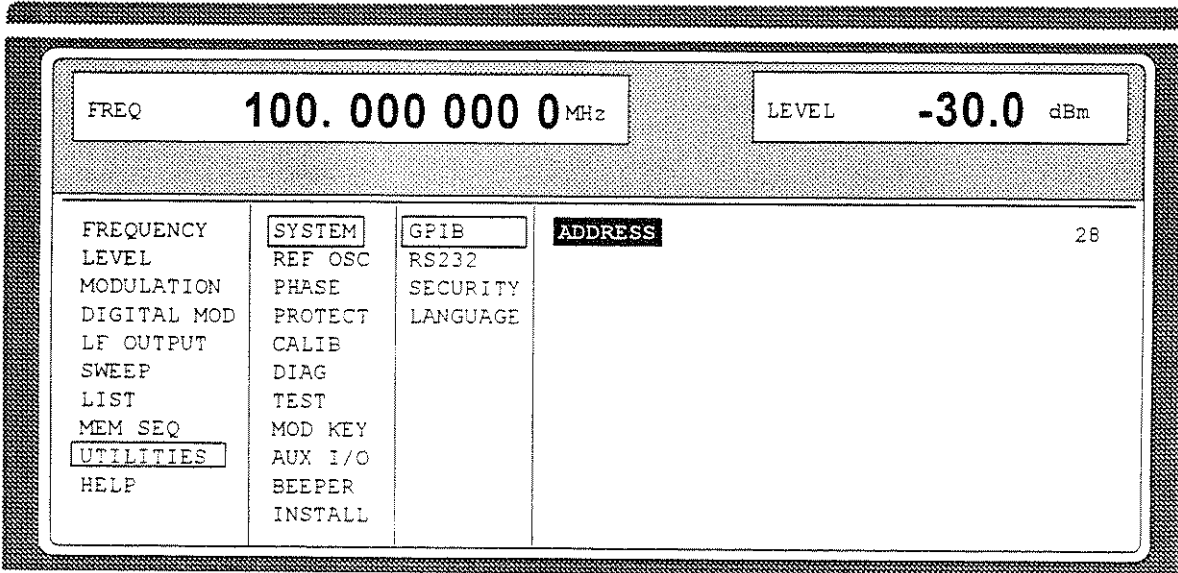 FREQ 100. 000 000 0 MHz LEVEL -30.0 dBm
FREQUENCY SYSTEM GPIB ADDRESS 28
LEVEL REF OSC RS232
MODULATION PHASE SECURITY
DIGITAL MOD PROTECT LANGUAGE
LF OUTPUT CALIB
SWEEP DIAG
LIST TEST
MEM SEQ MOD KEY
UTILITIES AUX I/O
HELP BEEPER
INSTALL